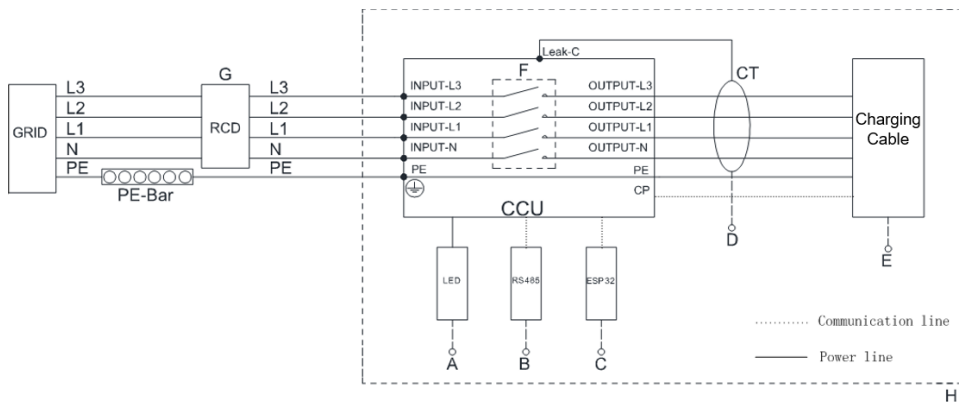 Leak-C
G
F
CT
L3
L3
INPUT-L3
OUTPUT-L3
L2
L2
INPUT-L2
OUTPUT-L2
GRID
RCD
Charging
Cable
L1
L1
INPUT-L1
OUTPUT-L1
N
N
INPUT-N
OUTPUT-N
PE
PE
PE
PE
PE-Bar
CP
CCU
D
E
LED
RS485
ESP32
A
B
C
Communication line
Power line
H